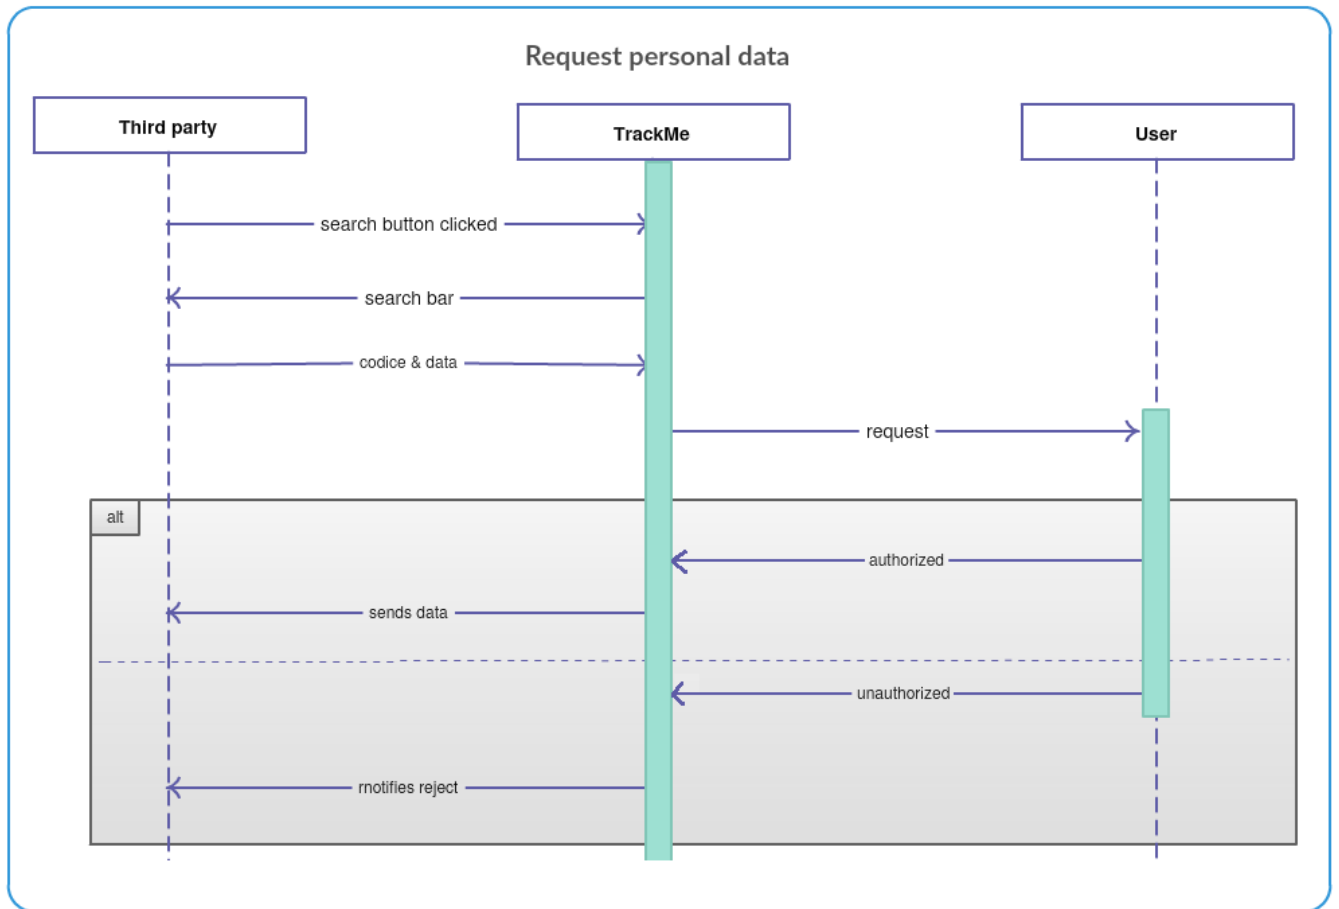 Request personal data
Third party
TrackMe
User
search button clicked
search bar
codice & data
request
alt
authorized
sends data
unauthorized
rnotifies reject